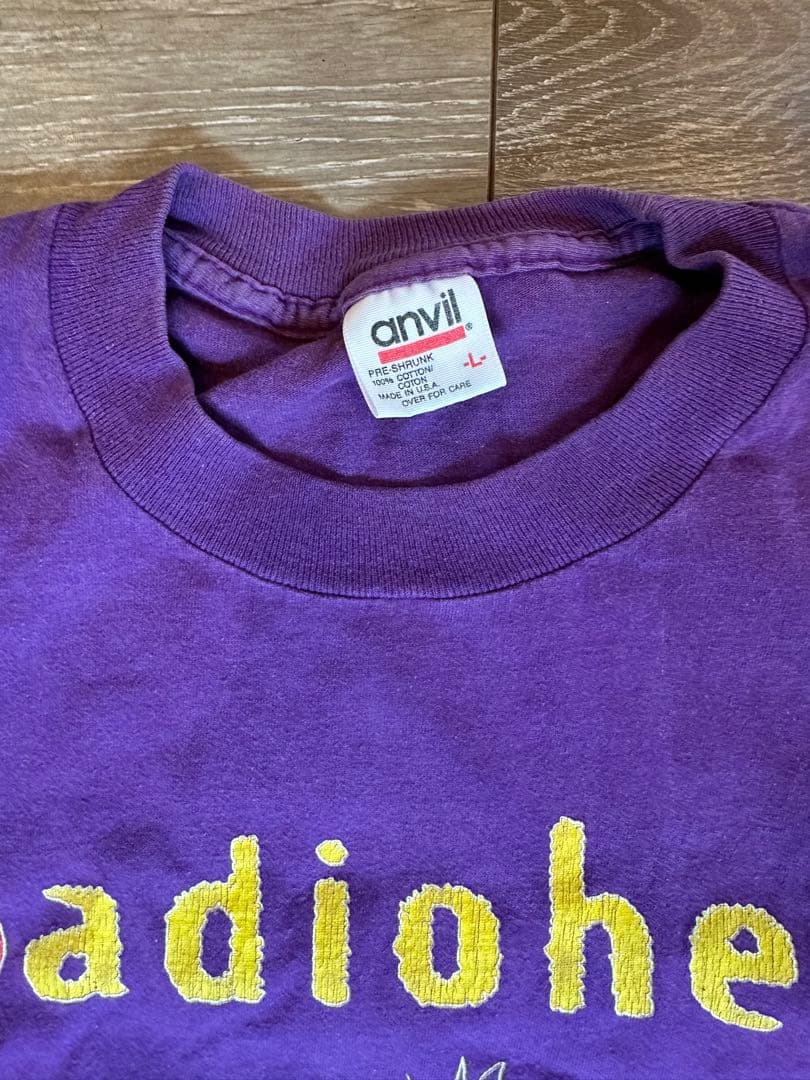 anvil®
PRE-SHRUNK
100% COTTON/
COTON
MADE IN U.S.A.
OVER FOR CARE
-L-
adiohe